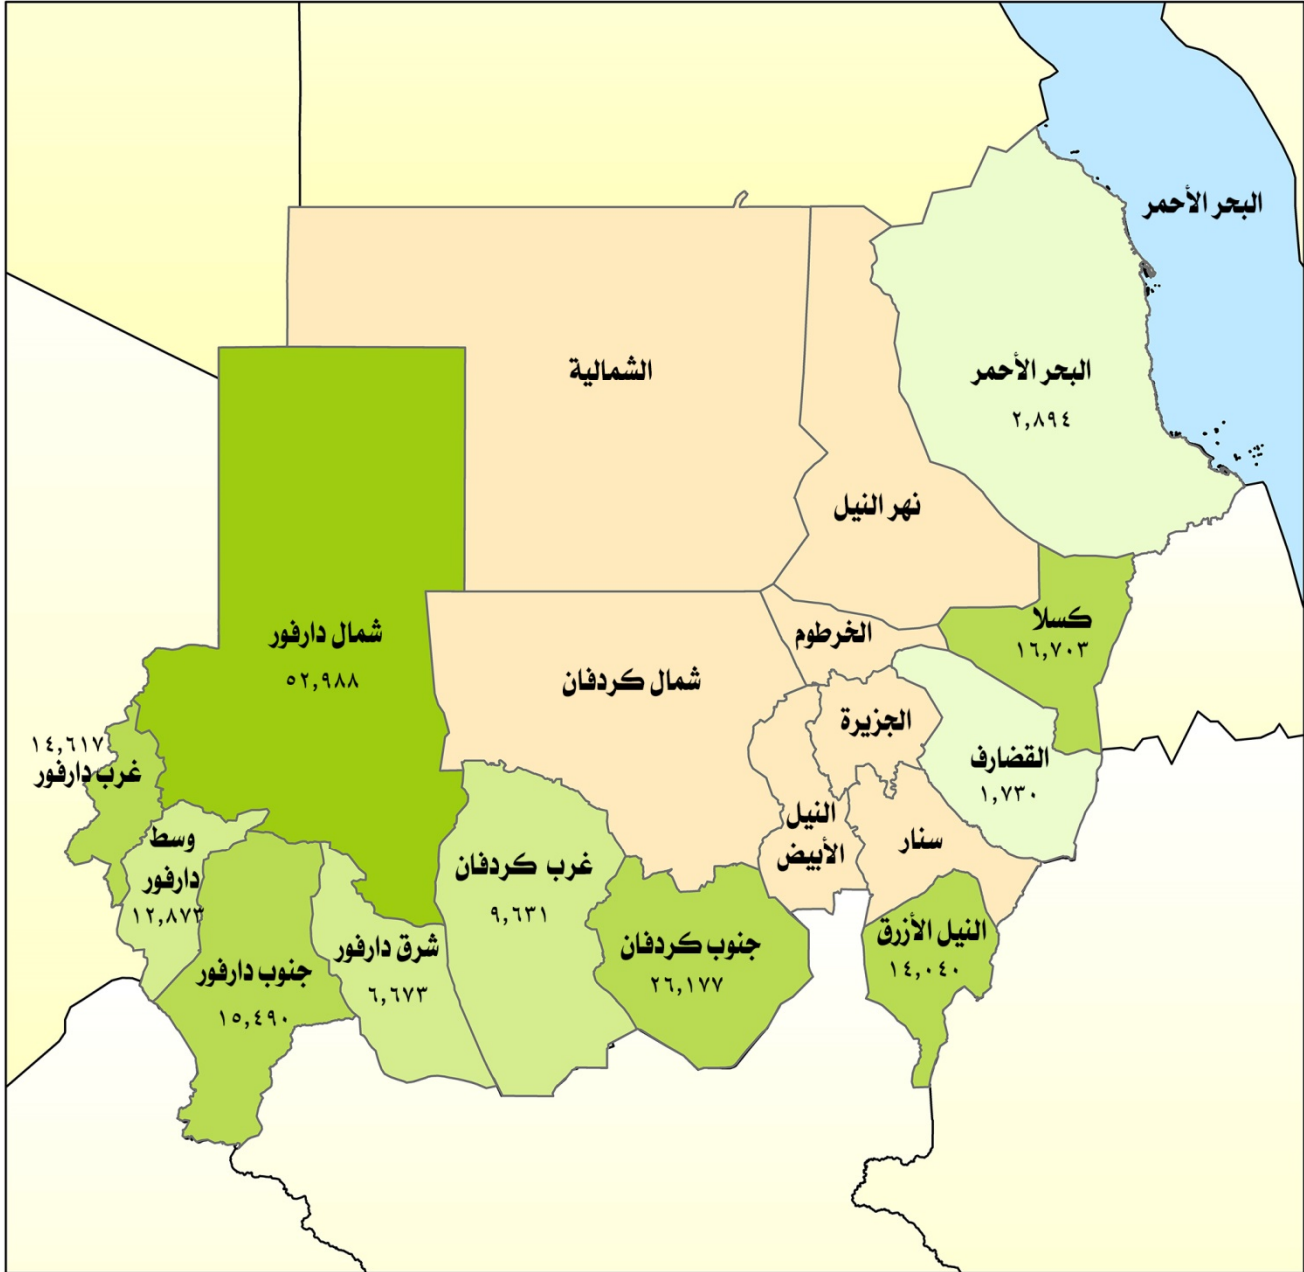 البحر الأحمر
البحر الأحمر
٢,٨٩٤
الشمالية
نهر النيل
كسلا
١٦,٧٠٣
الخرطوم
شمال دارفور
٥٢,٩٨٨
شمال كردفان
الجزيرة
القضارف
١,٧٣٠
١٤,٦١٧
غرب دارفور
النيل
الأبيض
سنار
وسط
دارفور
١٢,٨٧٣
غرب كردفان
٩,٦٣١
النيل الأزرق
١٤,٠٤٠
جنوب كردفان
٢٦,١٧٧
شرق دارفور
٦,٦٧٣
جنوب دارفور
١٥,٤٩٠